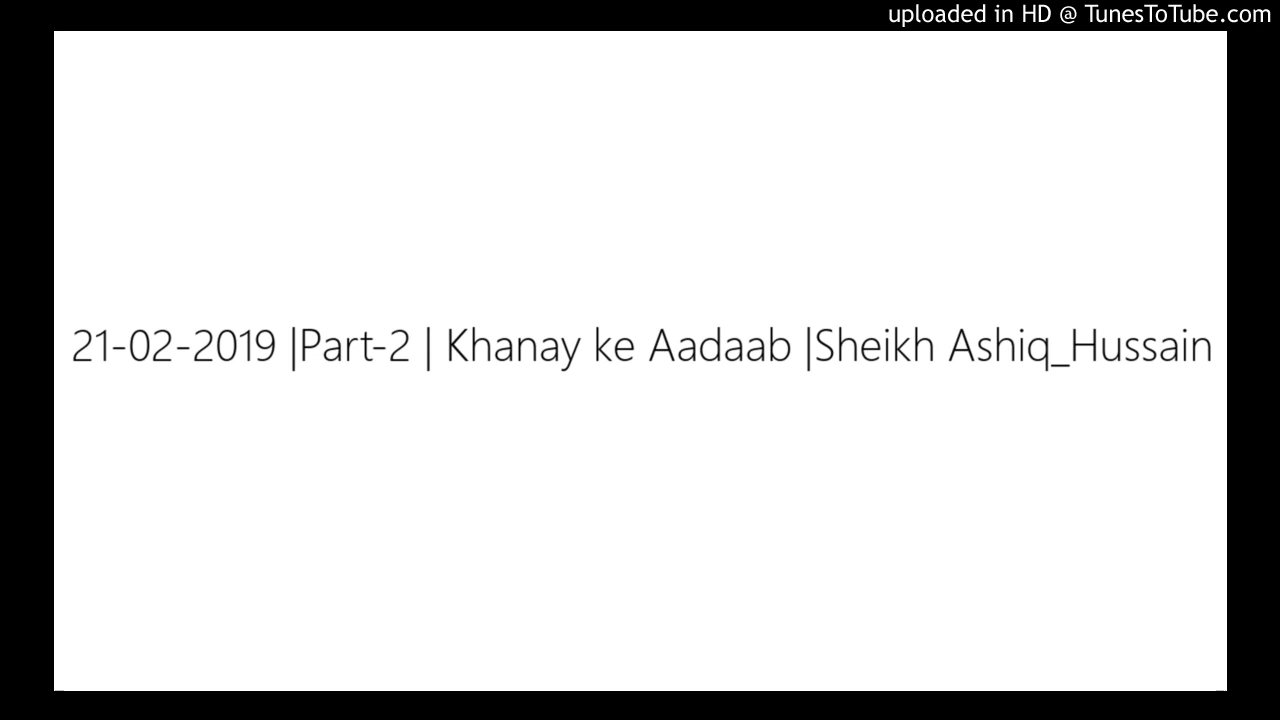 uploaded in HD @ TunesToTube.com
21-02-2019 |Part-2 | Khanay ke Aadaab |Sheikh Ashiq_Hussain